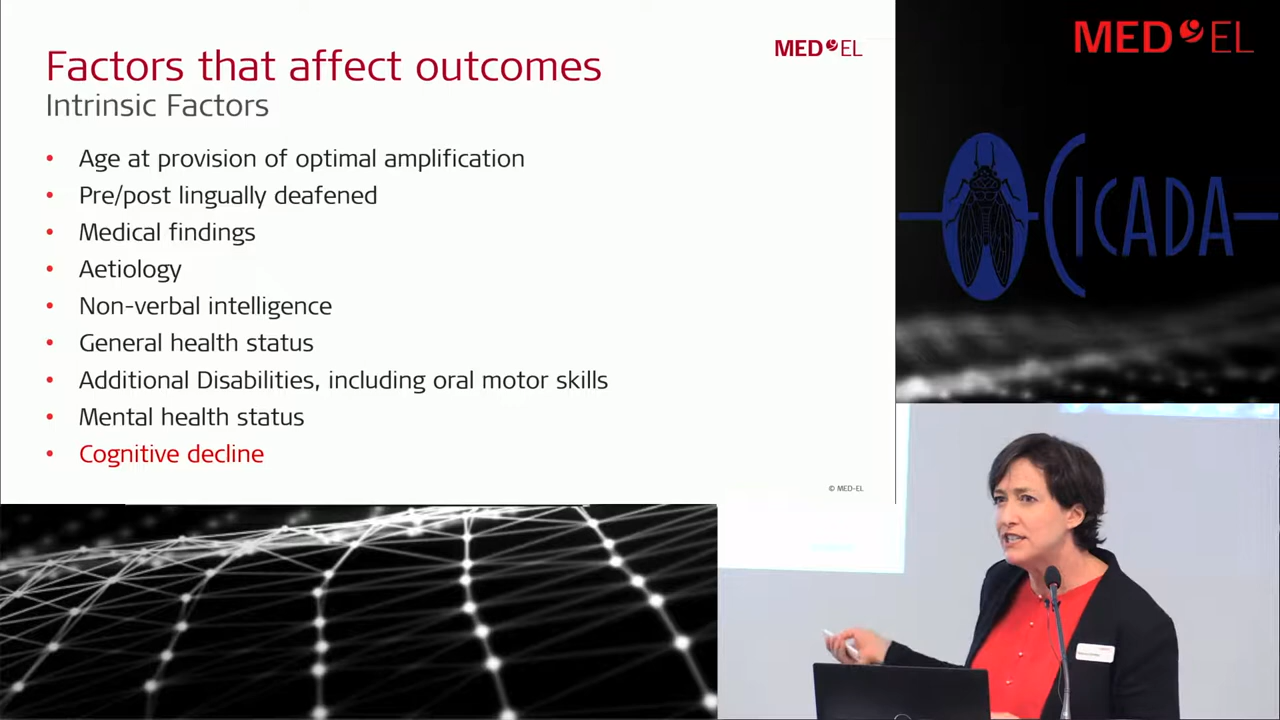 Factors that affect outcomes
MED EL
Intrinsic Factors
• Age at provision of optimal amplification
• Pre/post lingually deafened
• Medical findings
• Aetiology
• Non-verbal intelligence
• General health status
• Additional Disabilities, including oral motor skills
• Mental health status
• Cognitive decline
© MED-EL
MED EL
CICADA